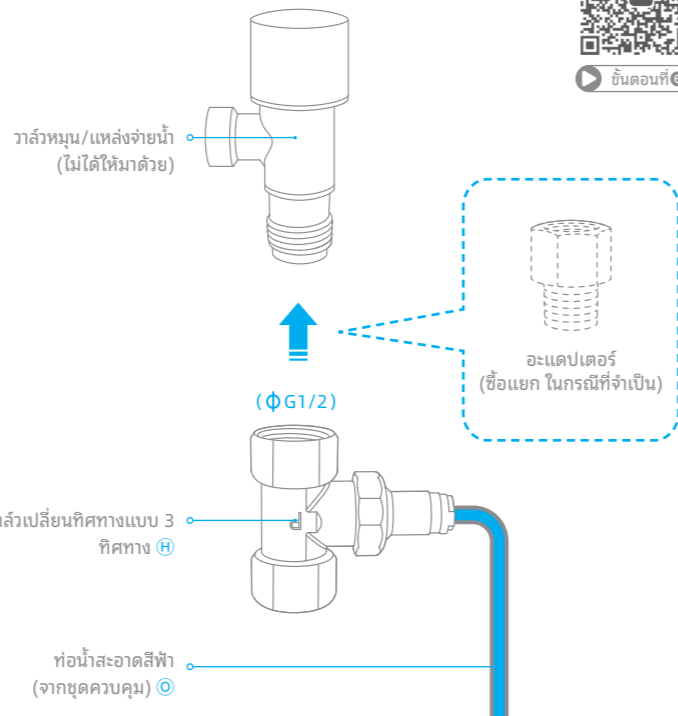 ขั้นตอนที่
วาล์วหมุน/แหล่งจ่ายน้ำ
(ไม่ได้ให้มาด้วย)
อะแดปเตอร์
(ซื้อแยก ในกรณีที่จำเป็น)
(ϕG1/2)
าล์วเปลี่ยนทิศทางแบบ 3
ทิศทาง Ⓗ
ท่อน้ำสะอาดสีฟ้า
(จากชุดควบคุม) Ⓞ